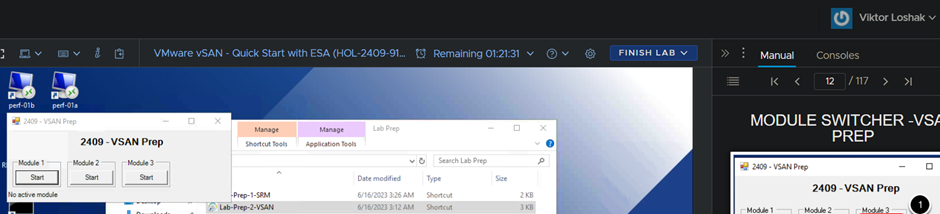 Viktor Loshak
VMware vSAN - Quick Start with ESA (HOL-2409-91...
Remaining 01:21:31
FINISH LAB
Manual
Consoles
12 / 117
perf-01b
perf-01a
2409 - VSAN Prep
2409 - VSAN Prep
Module 1
Module 2
Module 3
Start
Start
Start
No active module
Manage
Manage
Lab Prep
Shortcut Tools
Application Tools
Search Lab Prep
Date modified
Type
Size
-Prep-1-SRM
6/16/2023 3:26 AM
Shortcut
2 KB
Lab-Prep-2-VSAN
6/16/2023 3:12 AM
Shortcut
3 KB
Desktop
MODULE SWITCHER -VSAN
PREP
2409 - VSAN Prep
2409 - VSAN Prep
Module 1
Module 2
Module 3
1